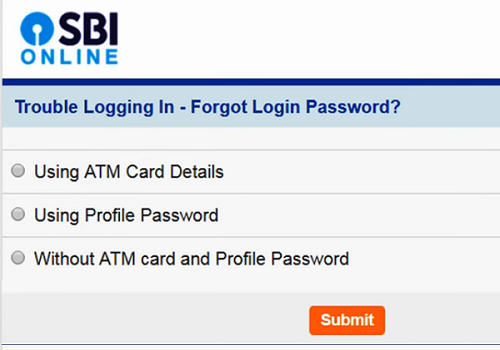 SBI
ONLINE
Trouble Logging In - Forgot Login Password?
Using ATM Card Details
Using Profile Password
Without ATM card and Profile Password
Submit